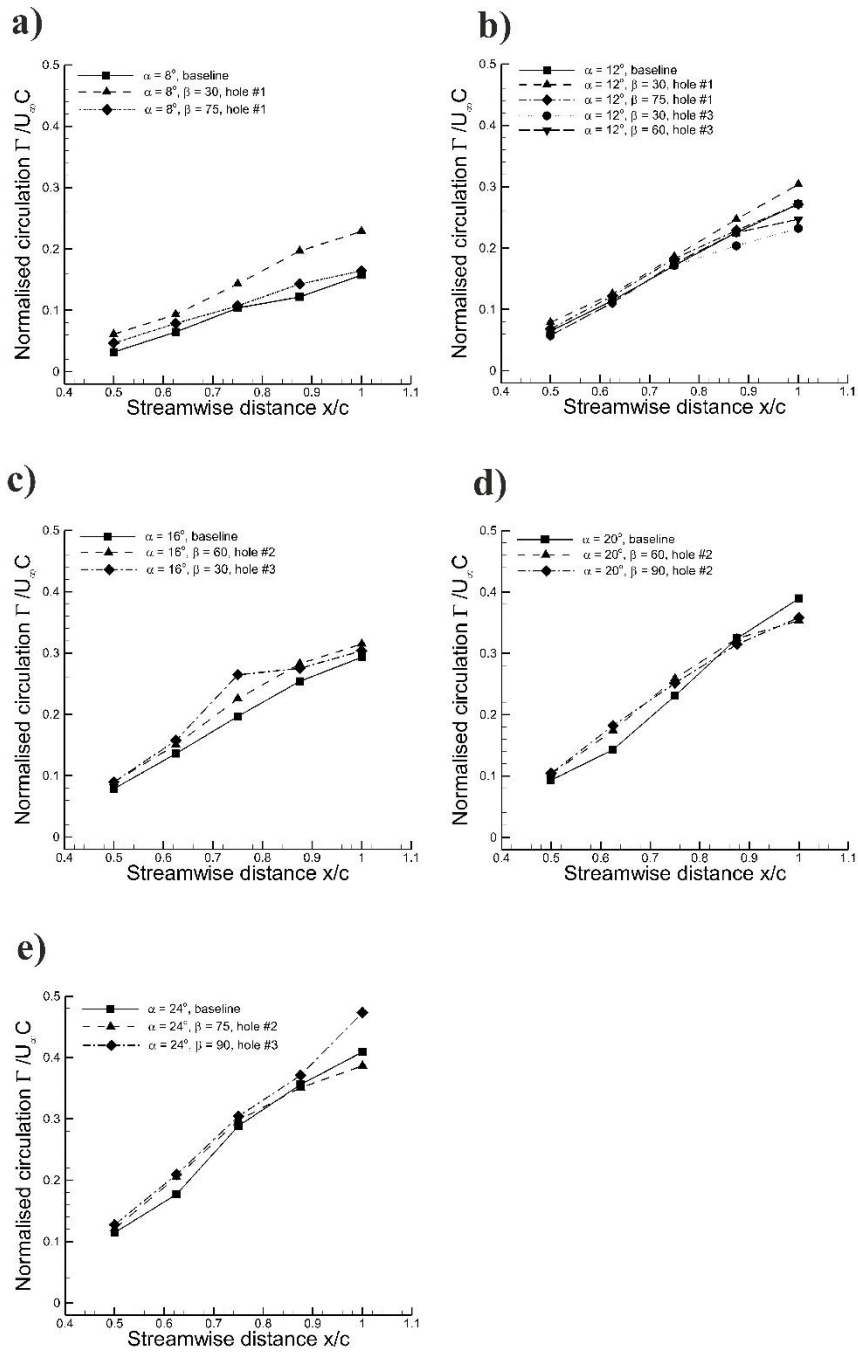 a)
α = 8°, baseline
α = 8°, β = 30, hole #1
α = 8°, β = 75, hole #1
Normalised circulation Γ /U∞C
0.5
0.4
0.3
0.2
0.1
0
0.4 0.5 0.6 0.7 0.8 0.9 1 1.1
Streamwise distance x/c
b)
α = 12°, baseline
α = 12°, β = 30, hole #1
α = 12°, β = 75, hole #1
α = 12°, β = 30, hole #3
α = 12°, β = 60, hole #3
Normalised circulation Γ /U∞C
0.5
0.4
0.3
0.2
0.1
0
0.4 0.5 0.6 0.7 0.8 0.9 1 1.1
Streamwise distance x/c
c)
α = 16°, baseline
α = 16°, β = 60, hole #2
α = 16°, β = 30, hole #3
Normalised circulation Γ /U∞C
0.5
0.4
0.3
0.2
0.1
0
0.4 0.5 0.6 0.7 0.8 0.9 1 1.1
Streamwise distance x/c
d)
α = 20°, baseline
α = 20°, β = 60, hole #2
α = 20°, β = 90, hole #2
Normalised circulation Γ /U∞C
0.5
0.4
0.3
0.2
0.1
0
0.4 0.5 0.6 0.7 0.8 0.9 1 1.1
Streamwise distance x/c
e)
α = 24°, baseline
α = 24°, β = 75, hole #2
α = 24°, β = 90, hole #3
Normalised circulation Γ /U∞C
0.5
0.4
0.3
0.2
0.1
0
0.4 0.5 0.6 0.7 0.8 0.9 1 1.1
Streamwise distance x/c